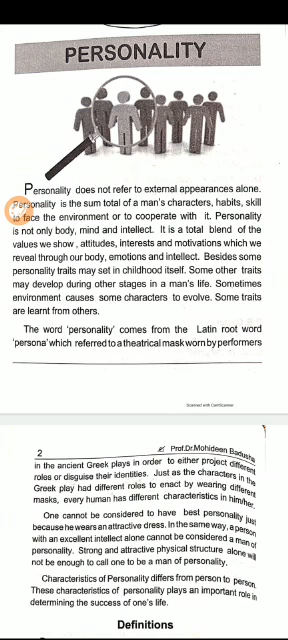 PERSONALITY
Personality does not refer to external appearances alone.
Personality is the sum total of a man's characters, habits, skill
to face the environment or to cooperate with it. Personality
is not only body, mind and intellect. It is a total blend of the
values we show , attitudes, interests and motivations which we
reveal through our body, emotions and intellect. Besides some
personality traits may set in childhood itself. Some other traits
may develop during other stages in a man's life. Sometimes
environment causes some characters to evolve. Some traits
are learnt from others.
The word 'personality' comes from the Latin root word
'persona' which referred to a theatrical mask worn by performers
Scanned with CamScanner
2
Prof.Dr.Mohideen Badusha
in the ancient Greek plays in order to either project different
roles or disguise their identities. Just as the characters in the
Greek play had different roles to enact by wearing different
masks, every human has different characteristics in him/her.
One cannot be considered to have best personality just
because he wears an attractive dress. In the same way, a person
with an excellent intellect alone cannot be considered a man of
personality. Strong and attractive physical structure alone will
not be enough to call one to be a man of personality.
Characteristics of Personality differs from person to person.
These characteristics of personality plays an important role in
determining the success of one's life.
Definitions